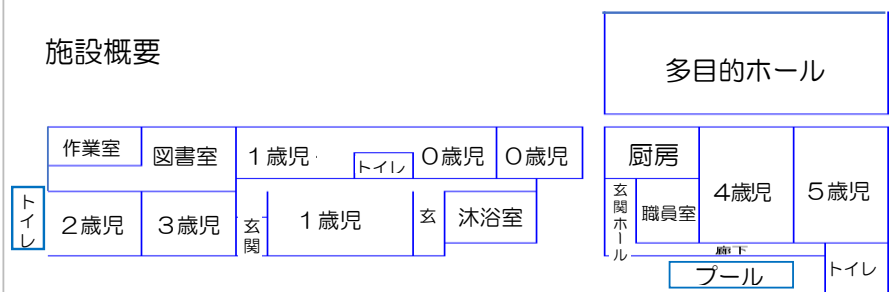 施設概要
多目的ホール
作業室
図書室
１歳児
トイレ
０歳児
０歳児
厨房
４歳児
５歳児
トイレ
２歳児
３歳児
玄関
１歳児
玄
沐浴室
玄関ホール
職員室
廊下
プール
トイレ